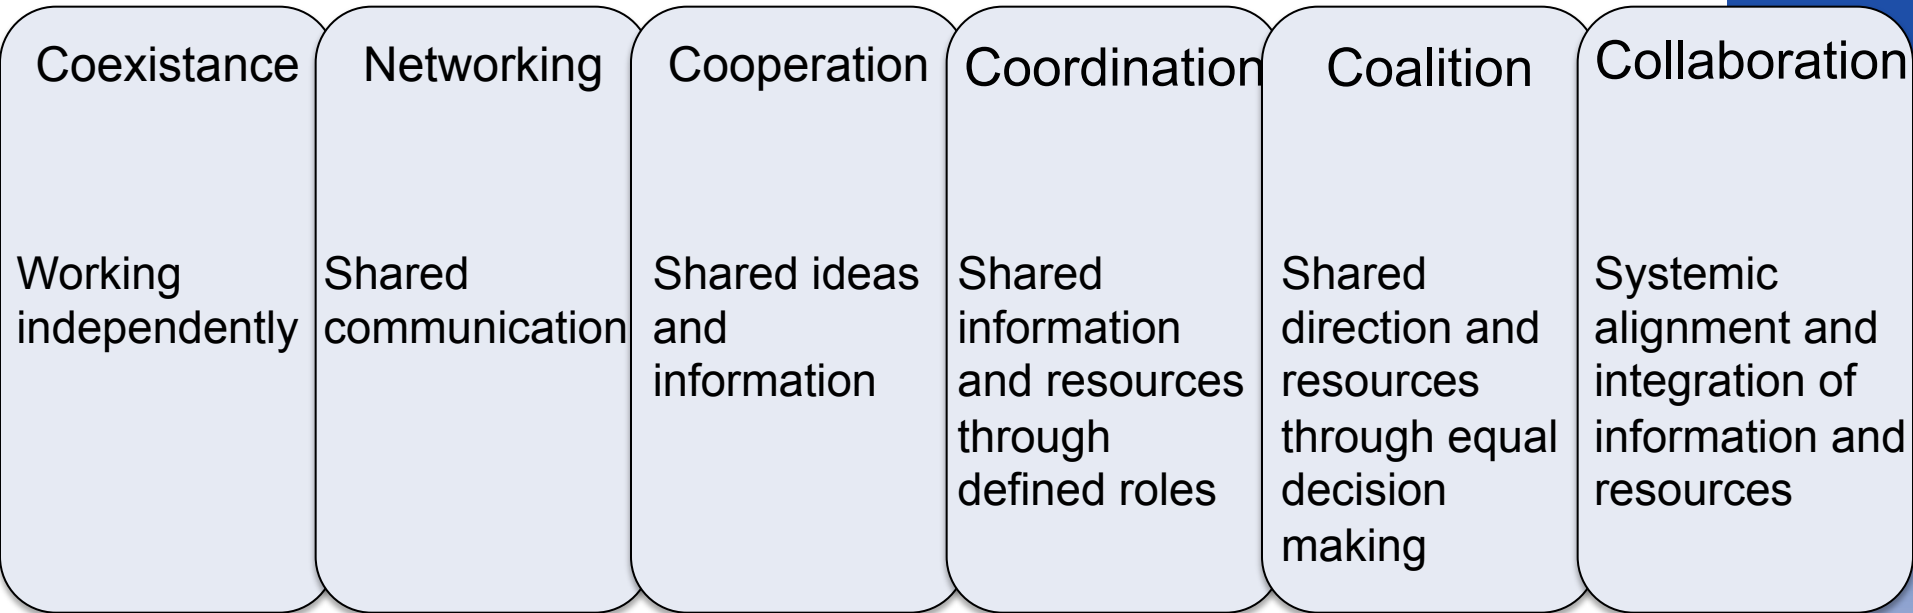 Coexistance
Working
independently
Networking
Shared
communication
Cooperation
Shared ideas
and
information
Coordination
Shared
information
and resources
through
defined roles
Coalition
Shared
direction and
resources
through equal
decision
making
Collaboration
Systemic
alignment and
integration of
information and
resources